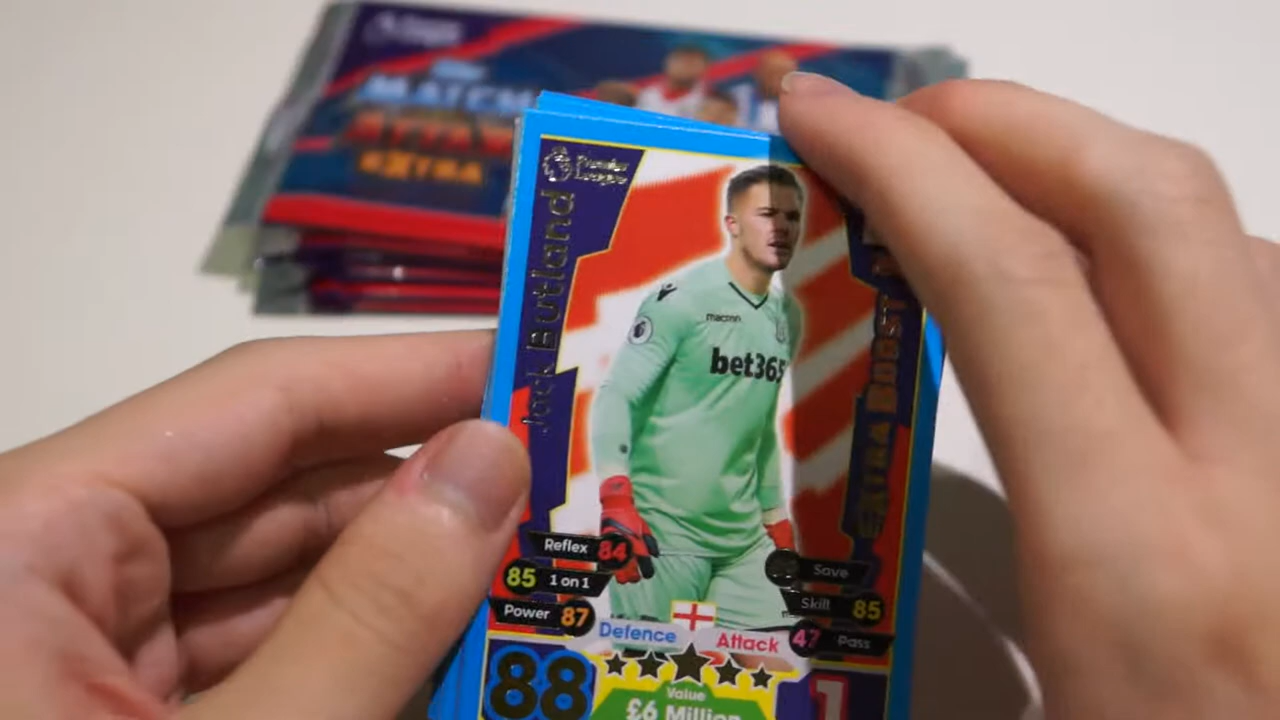 MATCH
ATTAX
EXTRA
Premier
League
Jack Butland
EXTRA BOOST
macron
bet365
Reflex 84
85 1 on 1
Power 87
Save
Skill 85
47 Pass
Defence
Attack
88
Value
£6 Million
1